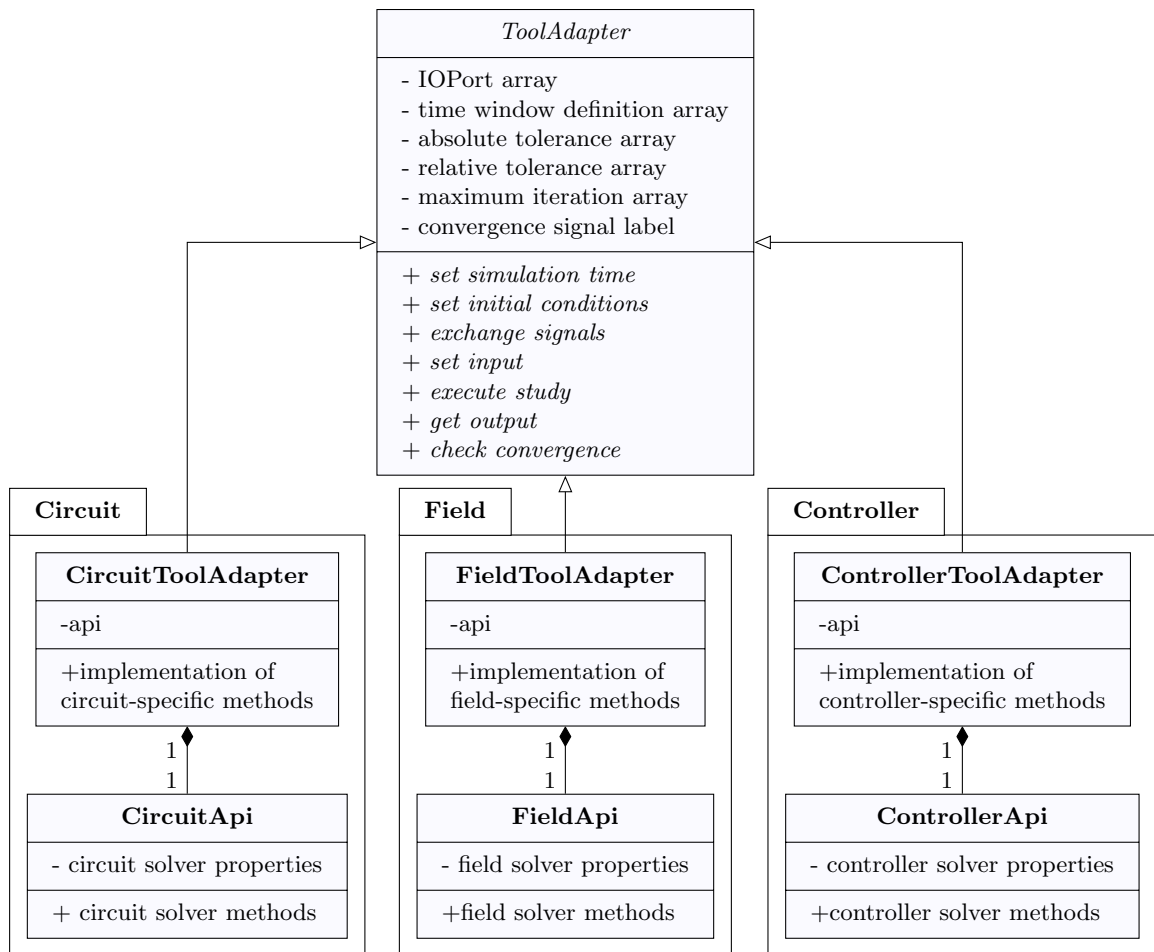 ToolAdapter
- IOPort array
- time window definition array
- absolute tolerance array
- relative tolerance array
- maximum iteration array
- convergence signal label
+ set simulation time
+ set initial conditions
+ exchange signals
+ set input
+ execute study
+ get output
+ check convergence
Circuit
CircuitToolAdapter
-api
+implementation of
circuit-specific methods
1
1
CircuitApi
- circuit solver properties
+ circuit solver methods
Field
FieldToolAdapter
-api
+implementation of
field-specific methods
1
1
FieldApi
- field solver properties
+field solver methods
Controller
ControllerToolAdapter
-api
+implementation of
controller-specific methods
1
1
ControllerApi
- controller solver properties
+controller solver methods